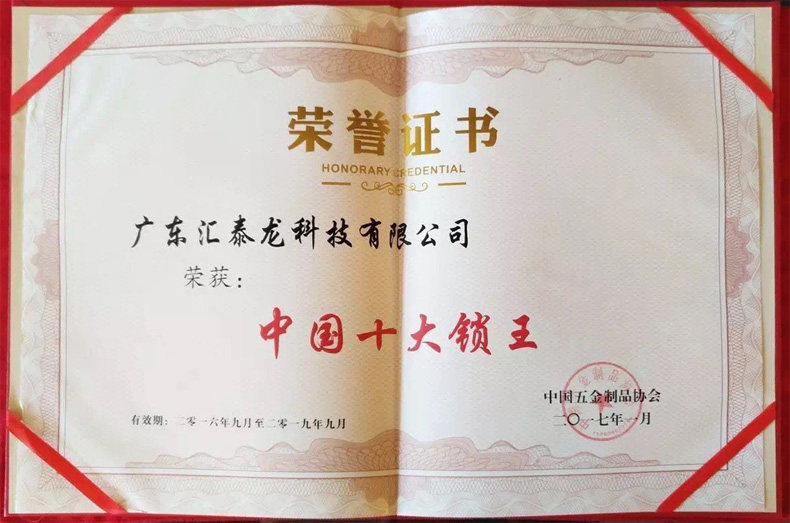 荣誉证书
HONORARY CREDENTIAL
广东汇泰龙科技有限公司
荣获：
中国十大锁王
中国五金制品协会
有效期：二零一六年九月至二零一九年九月
二〇一七年一月